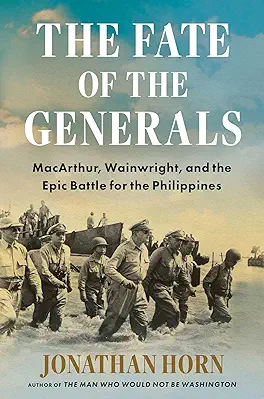 THE FATE
OF THE
GENERALS
MacArthur, Wainwright, and the
Epic Battle for the Philippines
JONATHAN HORN
AUTHOR OF THE MAN WHO WOULD NOT BE WASHINGTON